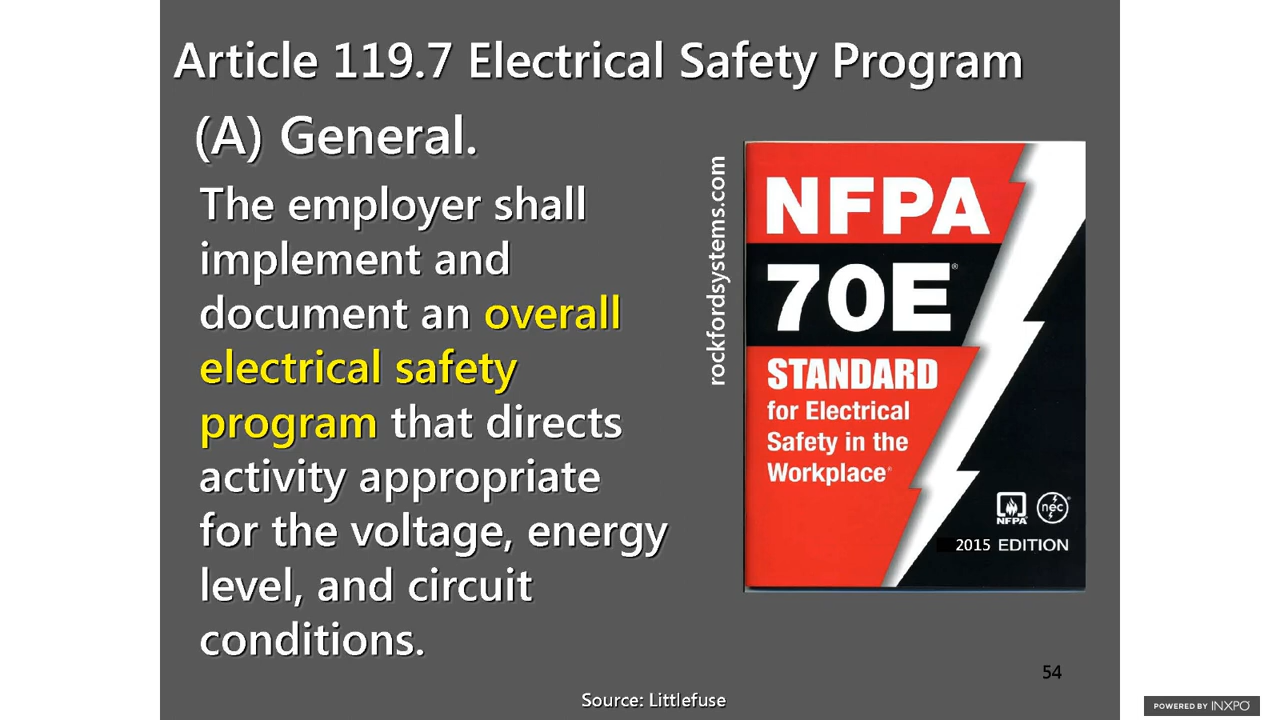 Article 119.7 Electrical Safety Program
(A) General.
The employer shall
implement and
document an overall
electrical safety
program that directs
activity appropriate
for the voltage, energy
level, and circuit
conditions.
rockfordsystems.com
NFPA
70E®
STANDARD
for Electrical
Safety in the
Workplace®
NFPA
nec®
2015 EDITION
54
Source: Littlefuse
POWERED BY INXPO